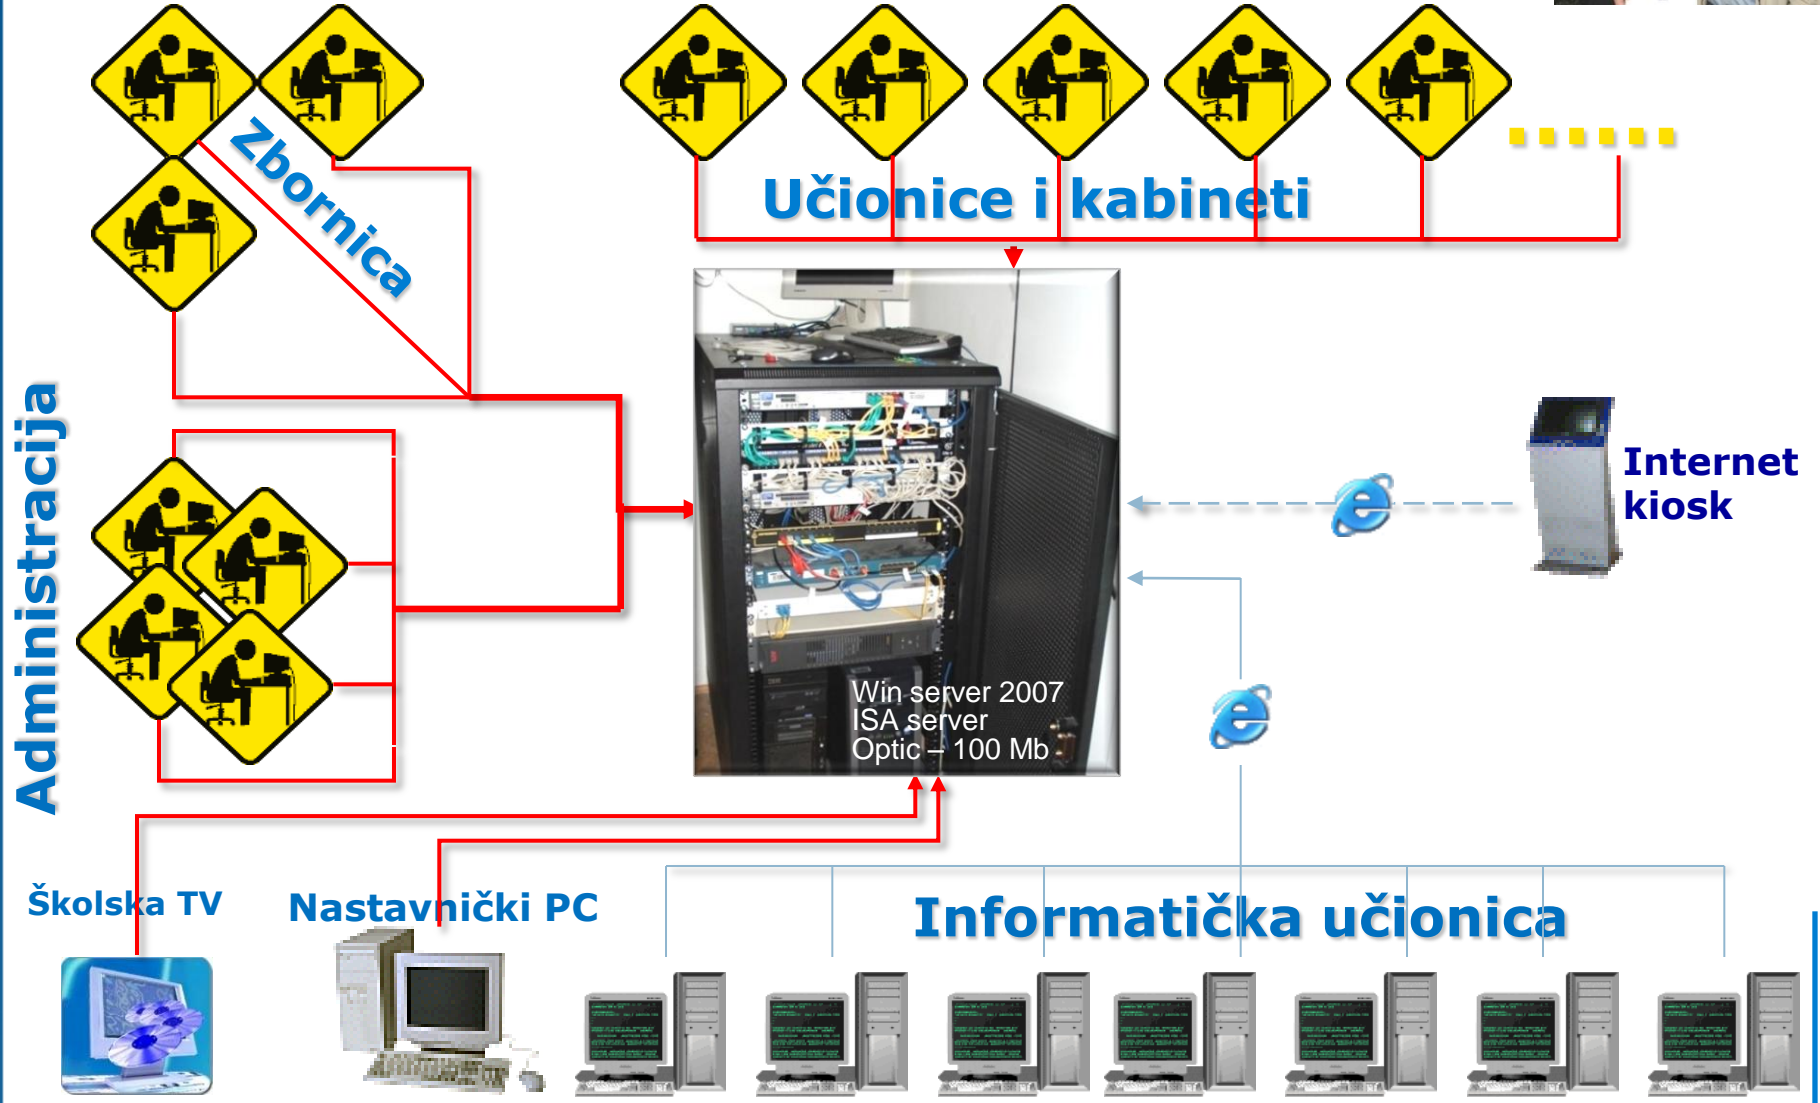 Zbornica
Učionice i kabineti
Administracija
Internet
kiosk
Win server 2007
ISA server
Optic – 100 Mb
Školska TV
Nastavnički PC
Informatička učionica